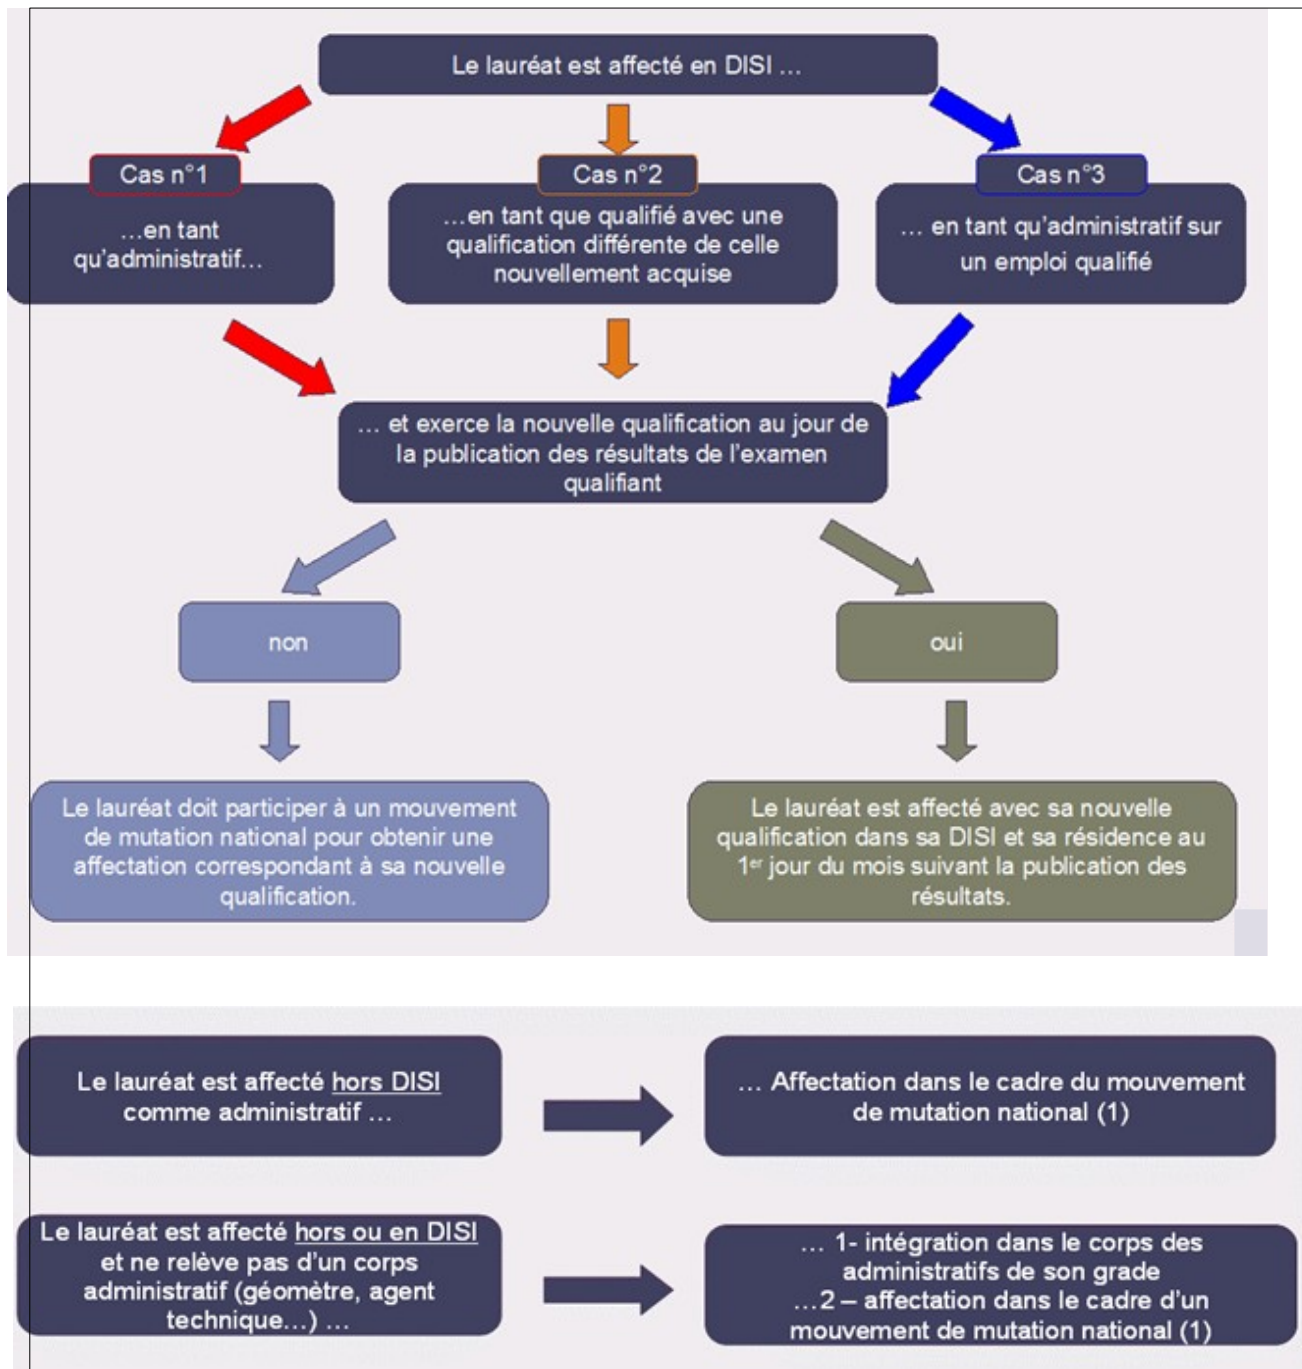 Le lauréat est affecté en DISI …
Cas n°1
Cas n°2
Cas n°3
…en tant
qu’administratif…
…en tant que qualifié avec une
qualification différente de celle
nouvellement acquise
… en tant qu’administratif sur
un emploi qualifié
… et exerce la nouvelle qualification au jour de
la publication des résultats de l’examen
qualifiant
non
oui
Le lauréat doit participer à un mouvement
de mutation national pour obtenir une
affectation correspondant à sa nouvelle
qualification.
Le lauréat est affecté avec sa nouvelle
qualification dans sa DISI et sa résidence au
1er jour du mois suivant la publication des
résultats.
Le lauréat est affecté hors DISI
comme administratif …
… Affectation dans le cadre du mouvement
de mutation national (1)
Le lauréat est affecté hors ou en DISI
et ne relève pas d’un corps
administratif (géomètre, agent
technique…) …
… 1- intégration dans le corps des
administratifs de son grade
…2 – affectation dans le cadre d’un
mouvement de mutation national (1)